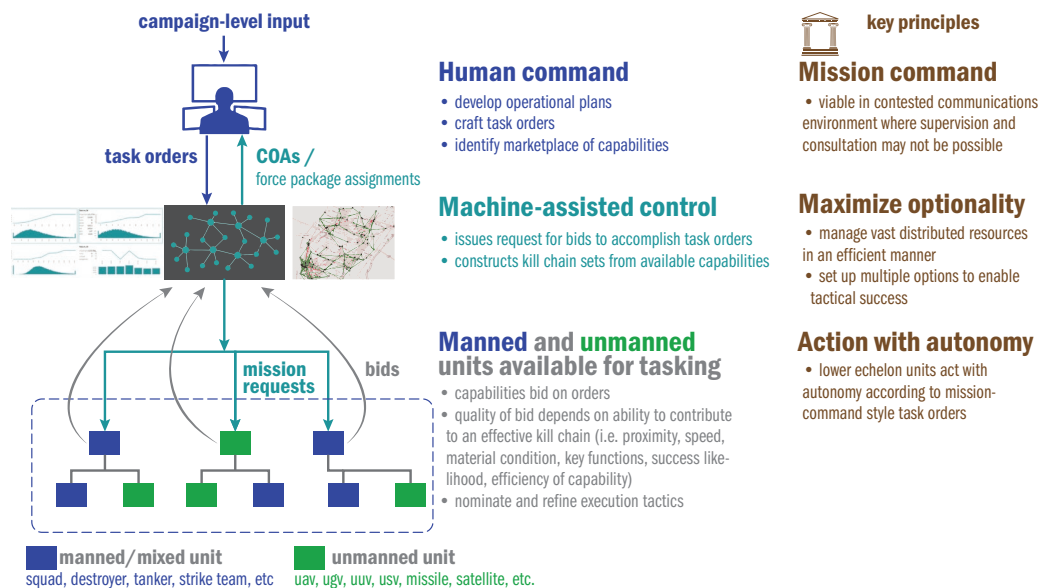 campaign-level input
task orders
COAs /
force package assignments
mission
requests
bids
manned/mixed unit
squad, destroyer, tanker, strike team, etc
unmanned unit
uav, ugv, uuv, usv, missile, satellite, etc.
Human command
• develop operational plans
• craft task orders
• identify marketplace of capabilities
Machine-assisted control
• issues request for bids to accomplish task orders
• constructs kill chain sets from available capabilities
Manned and unmanned
units available for tasking
• capabilities bid on orders
• quality of bid depends on ability to contribute
to an effective kill chain (i.e. proximity, speed,
material condition, key functions, success like-
lihood, efficiency of capability)
• nominate and refine execution tactics
key principles
Mission command
• viable in contested communications
environment where supervision and
consultation may not be possible
Maximize optionality
• manage vast distributed resources
in an efficient manner
• set up multiple options to enable
tactical success
Action with autonomy
• lower echelon units act with
autonomy according to mission-
command style task orders